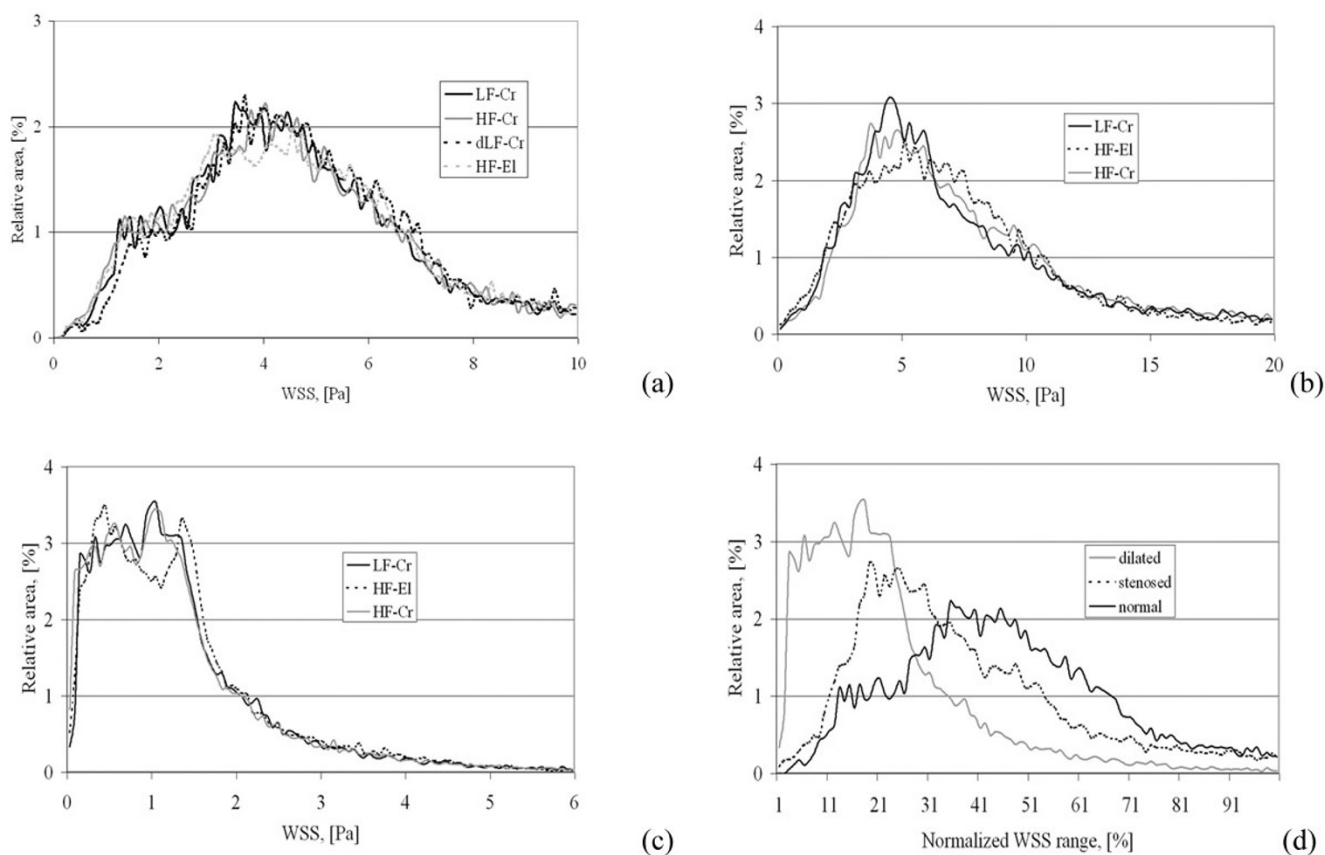 3
2
1
0
Relative area, [%]
LF-Cr
HF-Cr
dLF-Cr
HF-El
0 2 4 6 8 10
WSS, [Pa]
(a)
4
3
2
1
0
Relative area, [%]
LF-Cr
HF-El
HF-Cr
0 5 10 15 20
WSS, [Pa]
(b)
4
3
2
1
0
Relative area, [%]
LF-Cr
HF-El
HF-Cr
0 1 2 3 4 5 6
WSS, [Pa]
(c)
4
3
2
1
0
Relative area, [%]
dilated
stenosed
normal
1 11 21 31 41 51 61 71 81 91
Normalized WSS range, [%]
(d)